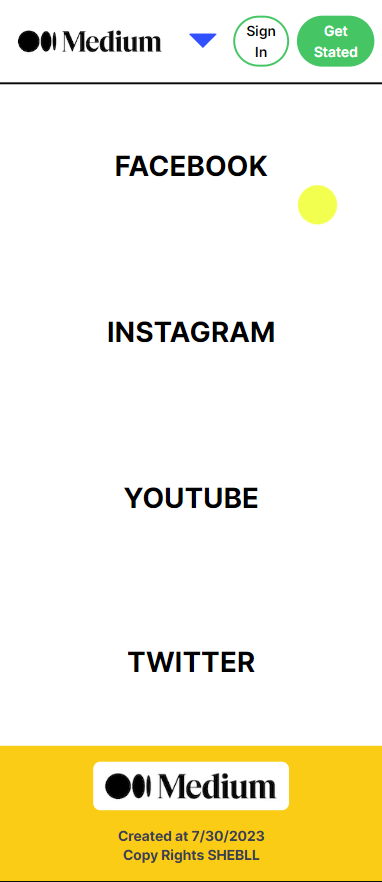 Medium
Sign
In
Get
Stated
FACEBOOK
INSTAGRAM
YOUTUBE
TWITTER
Medium
Created at 7/30/2023
Copy Rights SHEBLL